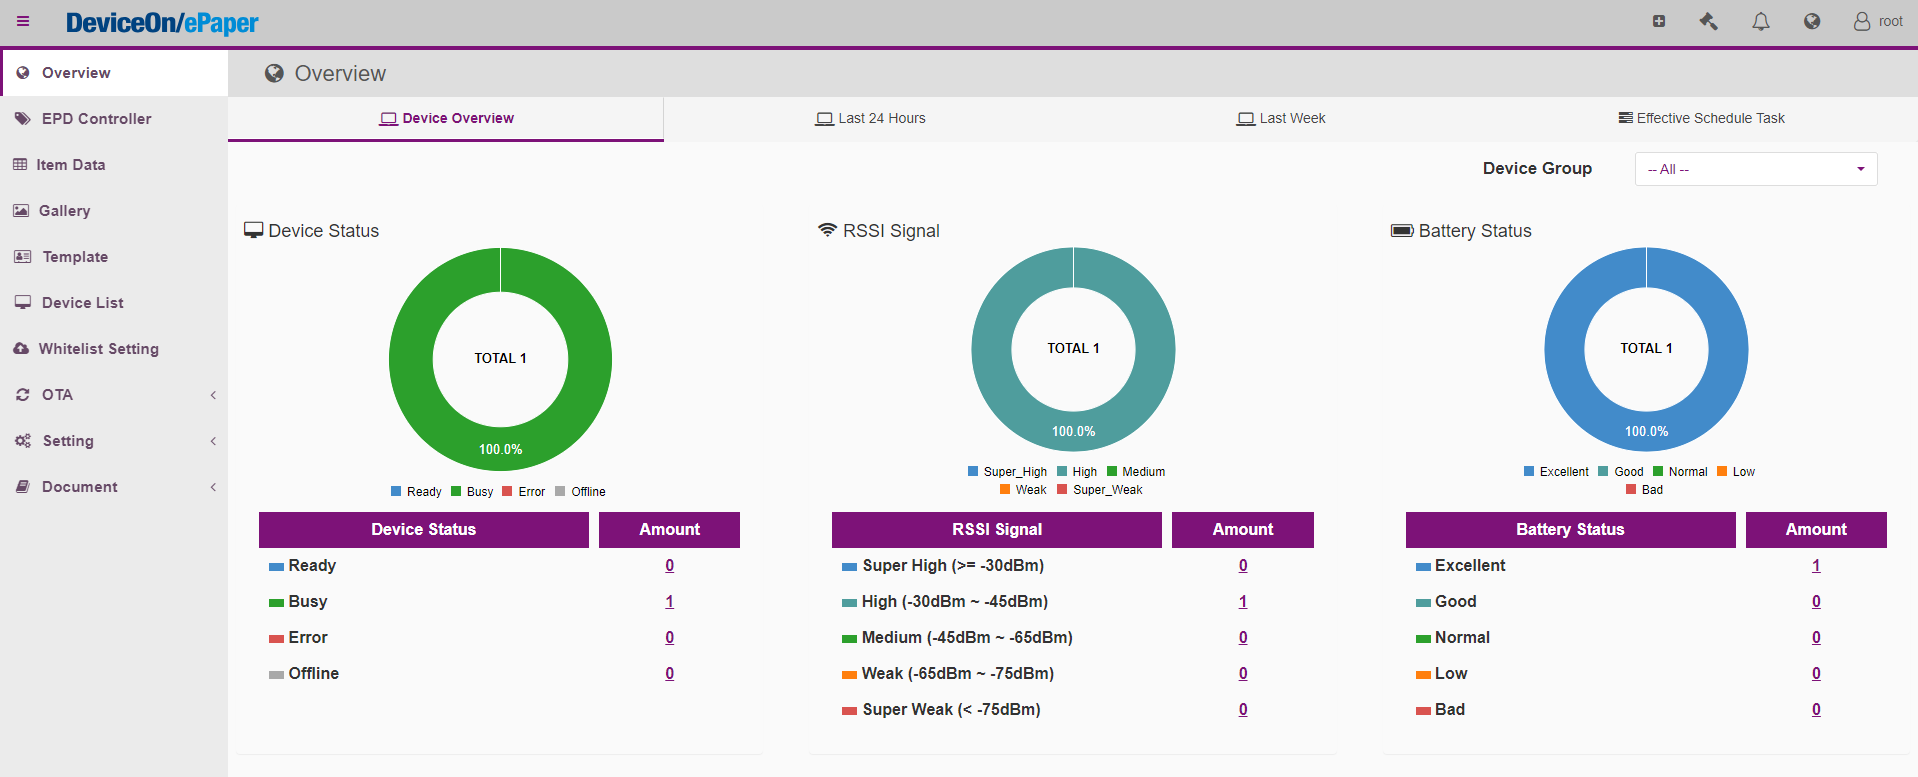 DeviceOn/ePaper
root
Overview
EPD Controller
Item Data
Gallery
Template
Device List
Whitelist Setting
OTA
Setting
Document
Overview
Device Overview
Last 24 Hours
Last Week
Effective Schedule Task
Device Group
-- All --
Device Status
TOTAL 1
100.0%
Ready Busy Error Offline
Device Status Amount
Ready 0
Busy 1
Error 0
Offline 0
RSSI Signal
TOTAL 1
100.0%
Super_High High Medium
Weak Super_Weak
RSSI Signal Amount
Super High (>= -30dBm) 0
High (-30dBm ~ -45dBm) 1
Medium (-45dBm ~ -65dBm) 0
Weak (-65dBm ~ -75dBm) 0
Super Weak (< -75dBm) 0
Battery Status
TOTAL 1
100.0%
Excellent Good Normal Low
Bad
Battery Status Amount
Excellent 1
Good 0
Normal 0
Low 0
Bad 0